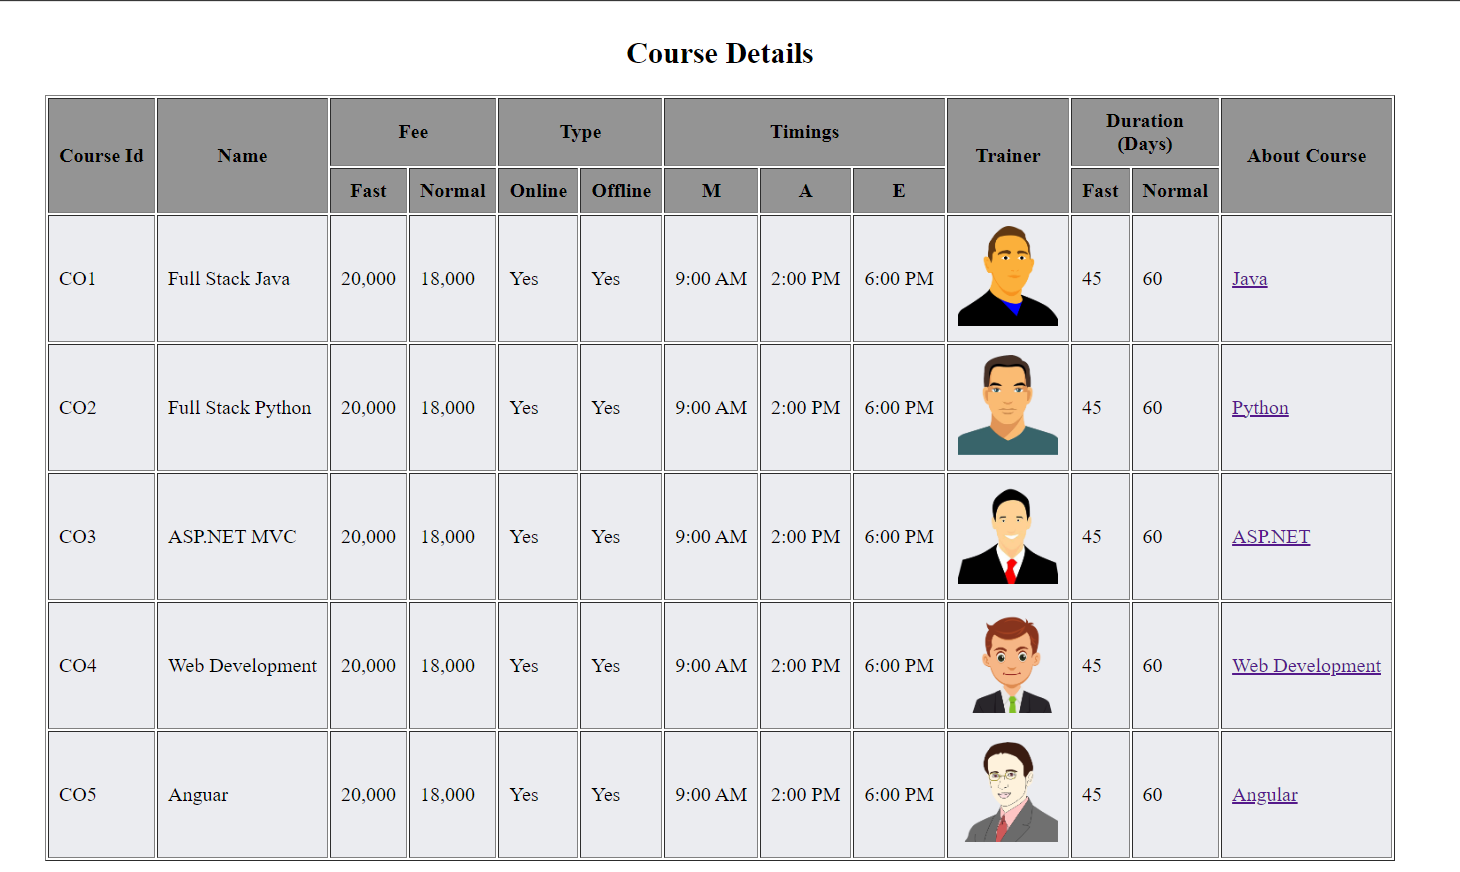 Course Details
Course Id Name Fee Type Timings Trainer Duration (Days) About Course
Fast Normal Online Offline M A E Fast Normal
CO1 Full Stack Java 20,000 18,000 Yes Yes 9:00 AM 2:00 PM 6:00 PM 45 60 Java
CO2 Full Stack Python 20,000 18,000 Yes Yes 9:00 AM 2:00 PM 6:00 PM 45 60 Python
CO3 ASP.NET MVC 20,000 18,000 Yes Yes 9:00 AM 2:00 PM 6:00 PM 45 60 ASP.NET
CO4 Web Development 20,000 18,000 Yes Yes 9:00 AM 2:00 PM 6:00 PM 45 60 Web Development
CO5 Anguar 20,000 18,000 Yes Yes 9:00 AM 2:00 PM 6:00 PM 45 60 Angular